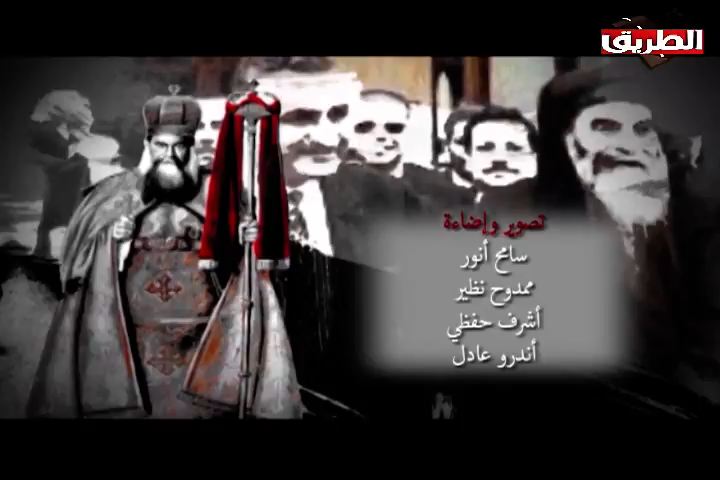 الطريق
تصوير وإضاءة
سامح أنور
ممدوح نظير
أشرف حفظي
أندرو عادل